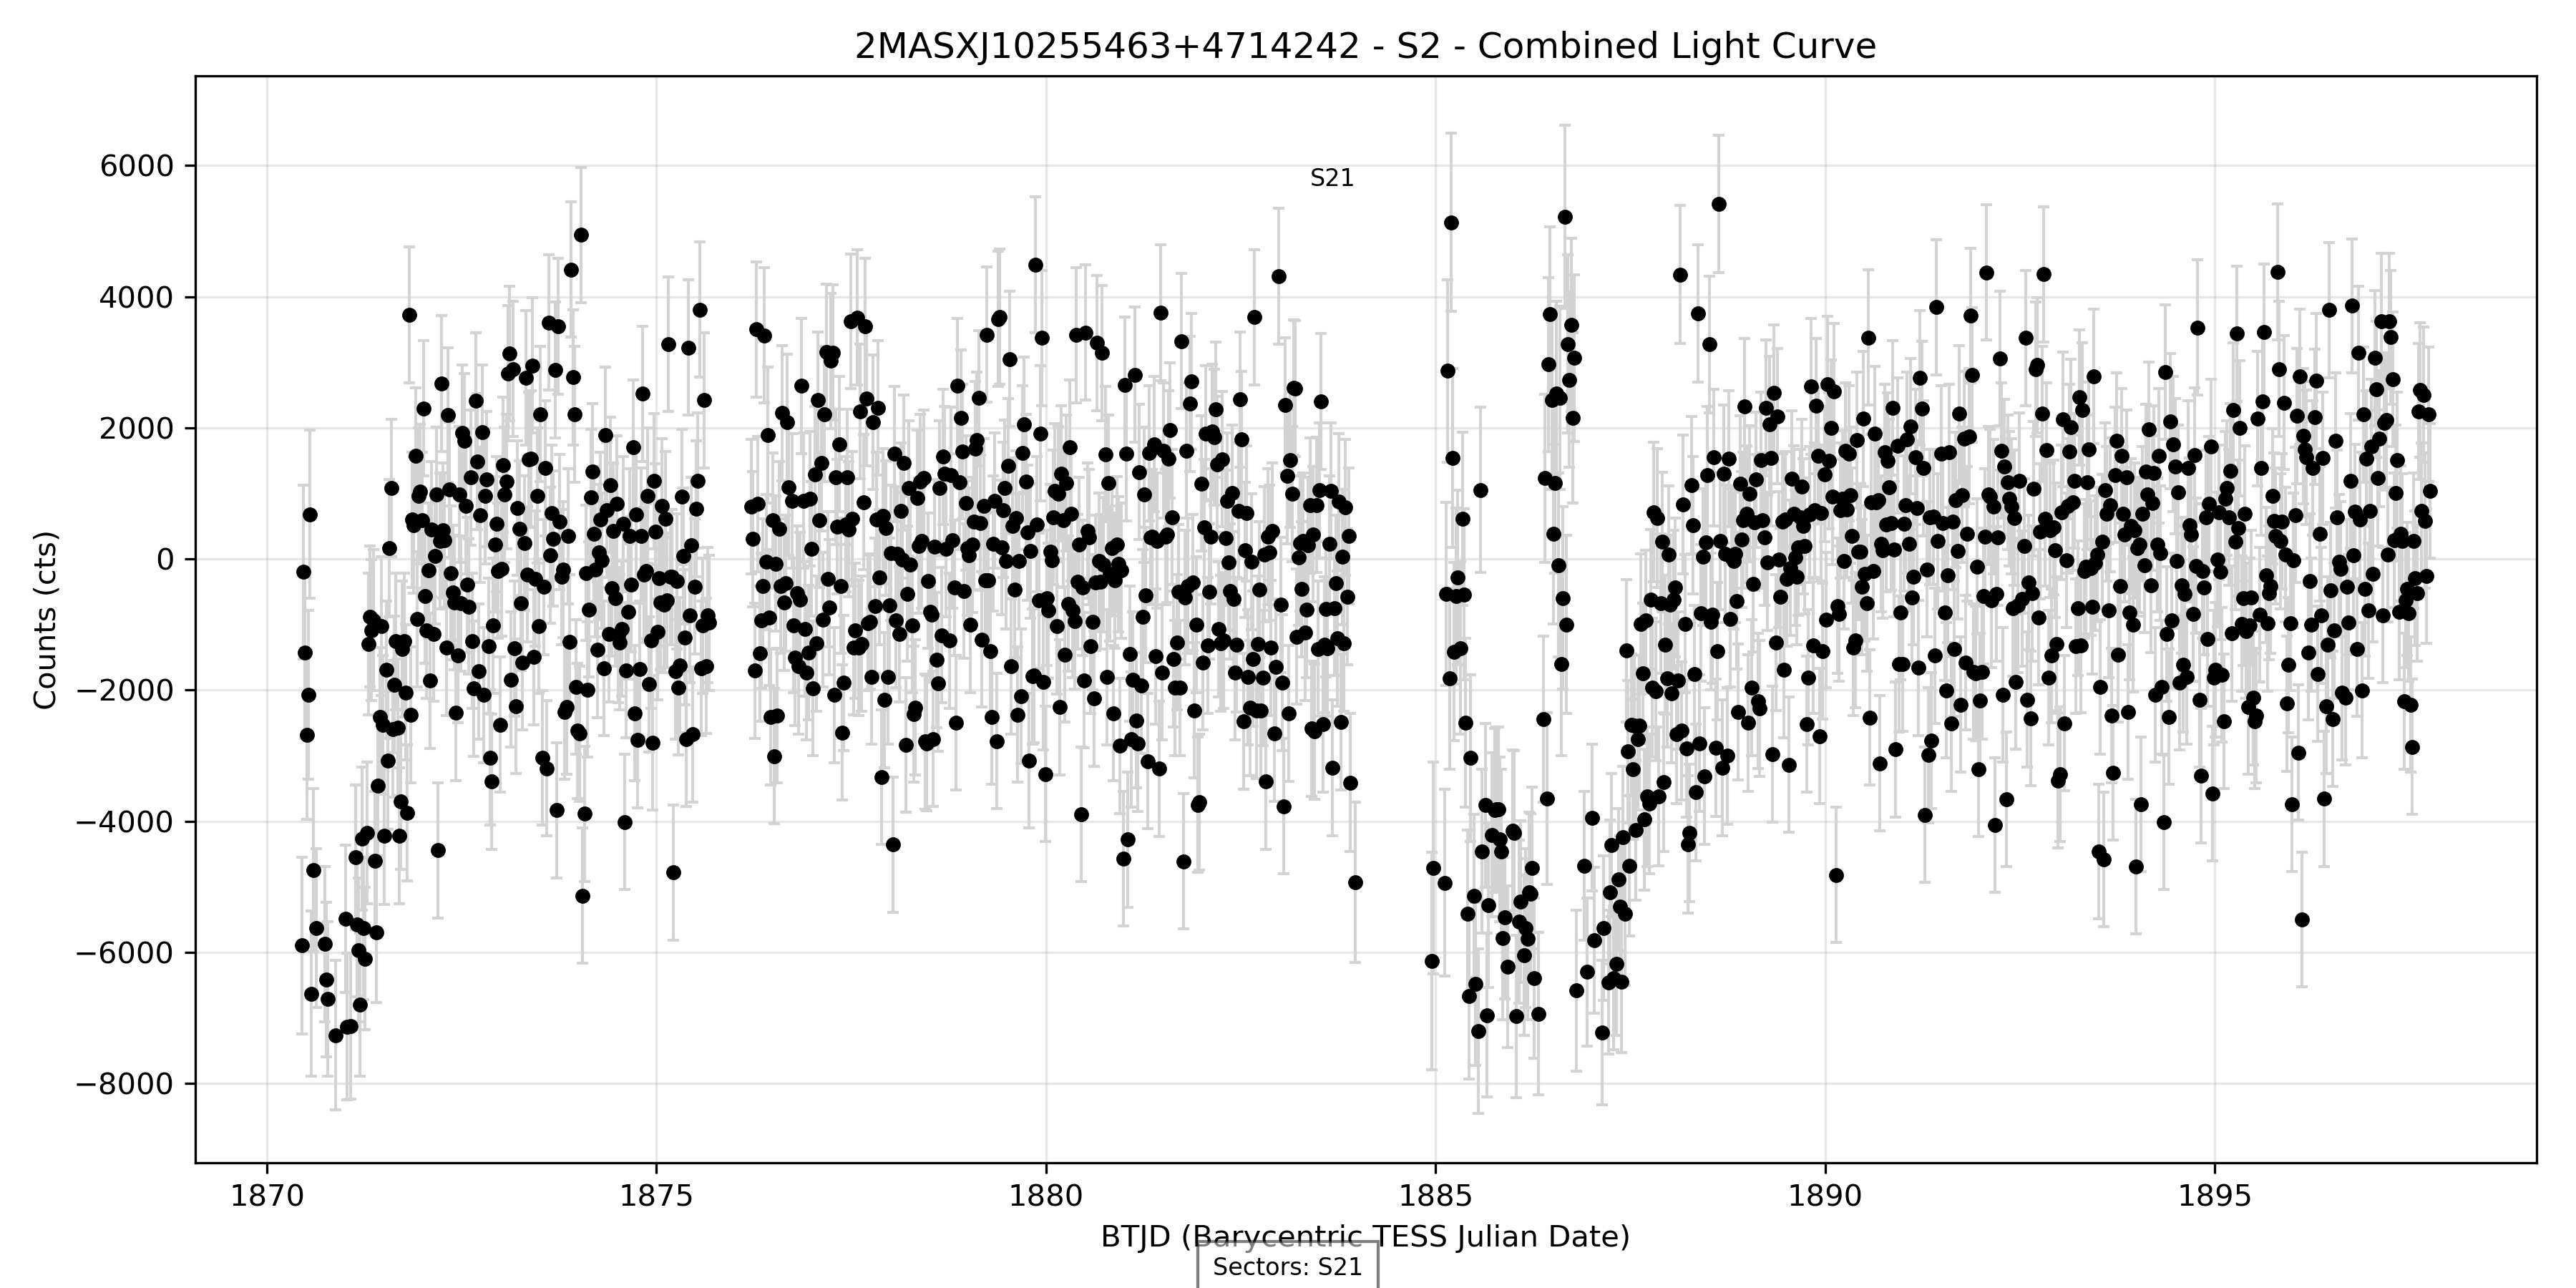 2MASXJ10255463+4714242 - S2 - Combined Light Curve
Counts (cts)
6000
4000
2000
0
−2000
−4000
−6000
−8000
S21
1870
1875
1880
1885
1890
1895
BTJD (Barycentric TESS Julian Date)
Sectors: S21